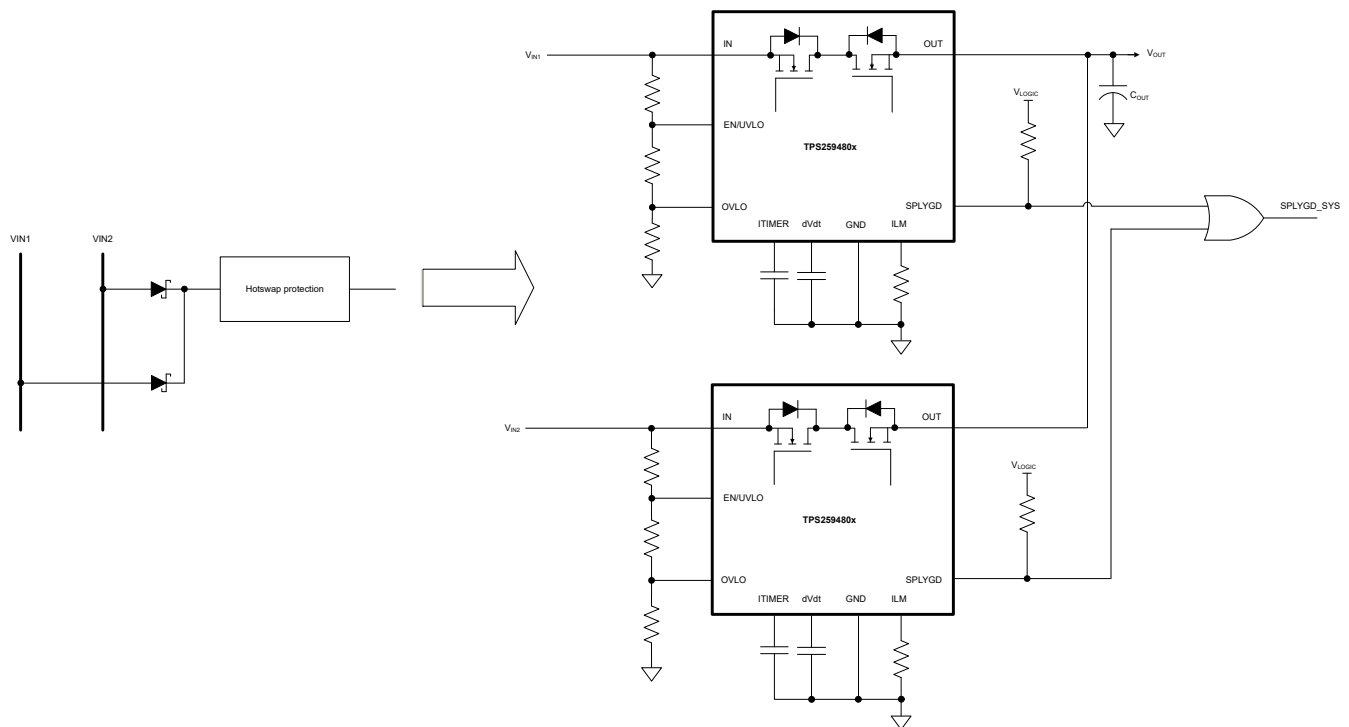 VIN1
VIN2
Hotswap protection
VIN1
IN
OUT
VOUT
COUT
VLOGIC
EN/UVLO
TPS259480x
OVLO
SPLYGD
SPLYGD_SYS
ITIMER
dVdt
GND
ILM
VIN2
IN
OUT
VLOGIC
EN/UVLO
TPS259480x
OVLO
SPLYGD
ITIMER
dVdt
GND
ILM